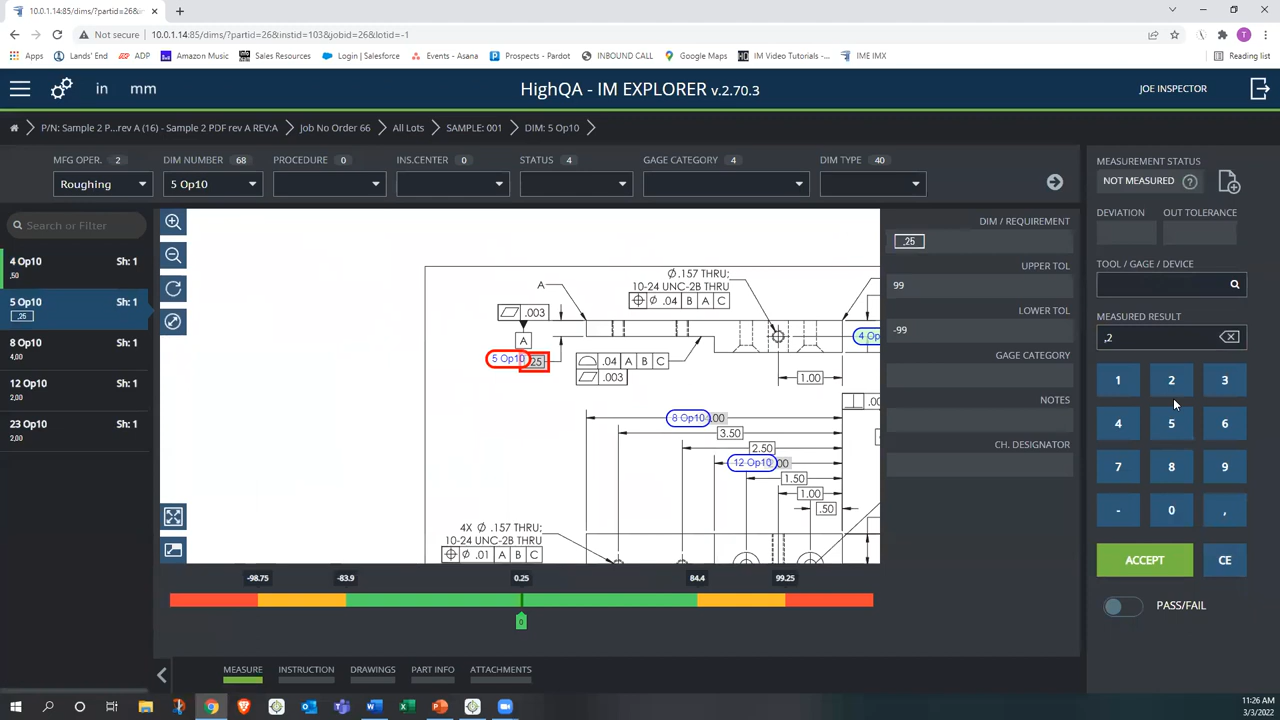 10.0.1.14:85/dims/?partid=26&inst
Not secure 10.0.1.14:85/dims/?partid=26&instid=103&jobid=26&lotid=-1
Apps Lands' End ADP Amazon Music Sales Resources Login | Salesforce Events - Asana Prospects - Pardot INBOUND CALL Google Maps IM Video Tutorials -... IME IMX Reading list
in mm HighQA - IM EXPLORER v.2.70.3 JOE INSPECTOR
P/N: Sample 2 P...rev A (16) - Sample 2 PDF rev A REV:A Job No Order 66 All Lots SAMPLE: 001 DIM: 5 Op10
MFG OPER. 2 DIM NUMBER 68 PROCEDURE 0 INS.CENTER 0 STATUS 4 GAGE CATEGORY 4 DIM TYPE 40
Roughing 5 Op10
Search or Filter
4 Op10 Sh: 1
.50
5 Op10 Sh: 1
.25
8 Op10 Sh: 1
4,00
12 Op10 Sh: 1
2,00
23 Op10 Sh: 1
2,00
A
Ø.157 THRU;
10-24 UNC-2B THRU
Ø .04 B A C
.003
A
5 Op10 .25
.04 A B C
.003
4 Op
1.00
8 Op10 .00
3.50
2.50
12 Op10 00
1.50
1.00
.50
4X Ø .157 THRU;
10-24 UNC-2B THRU
Ø .01 A B C
-98.75 -83.9 0.25 84.4 99.25
0
MEASURE INSTRUCTION DRAWINGS PART INFO ATTACHMENTS
DIM / REQUIREMENT
.25
UPPER TOL
99
LOWER TOL
-99
GAGE CATEGORY
NOTES
CH. DESIGNATOR
MEASUREMENT STATUS
NOT MEASURED ?
DEVIATION OUT TOLERANCE
TOOL / GAGE / DEVICE
MEASURED RESULT
,2
1 2 3
4 5 6
7 8 9
- 0 ,
ACCEPT CE
PASS/FAIL
11:26 AM
3/3/2022